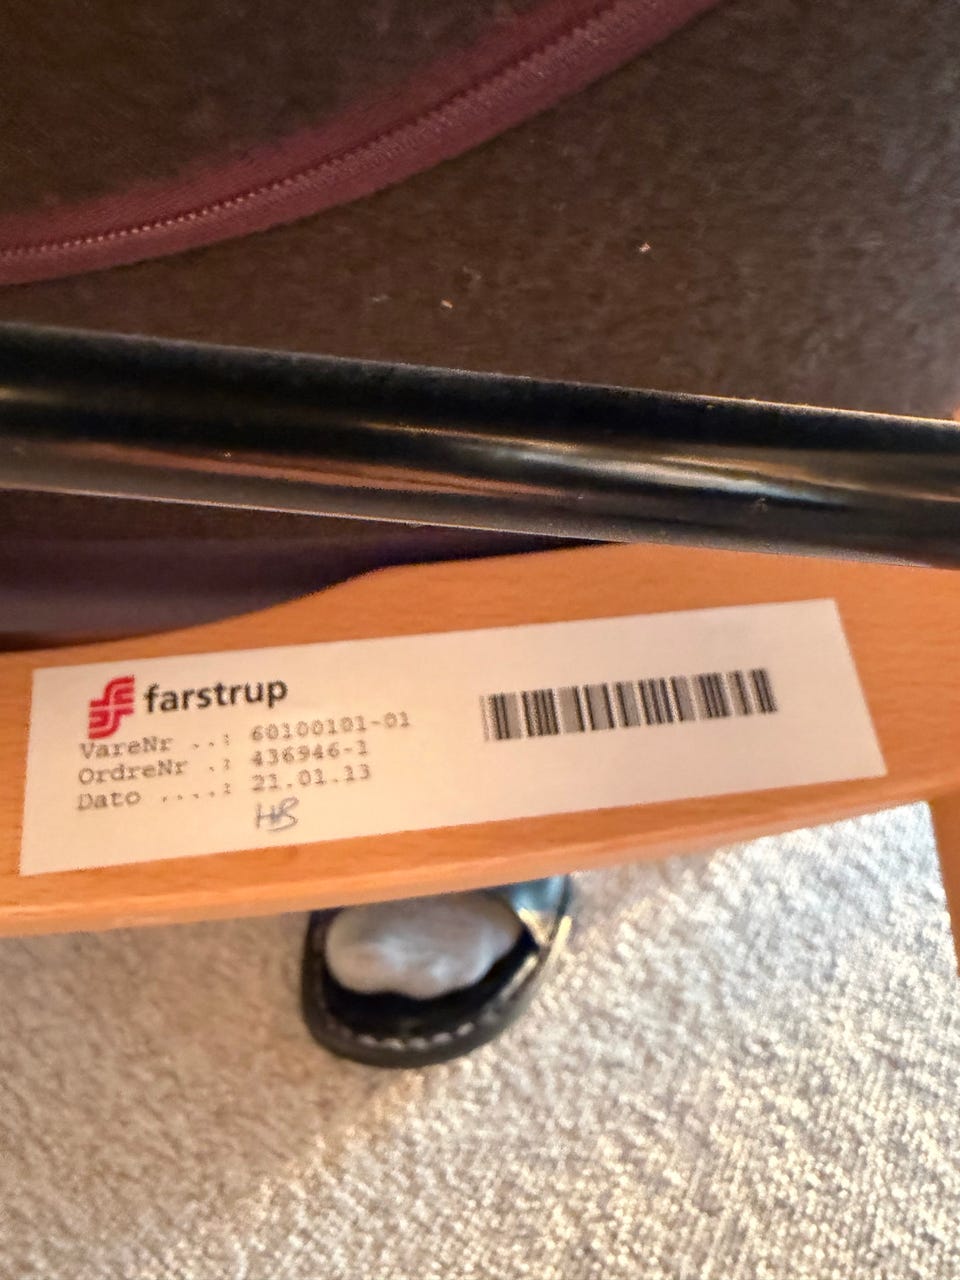 farstrup
VareNr ..: 60100101-01
OrdreNr .: 436946-1
Dato ....: 21.01.13
HB